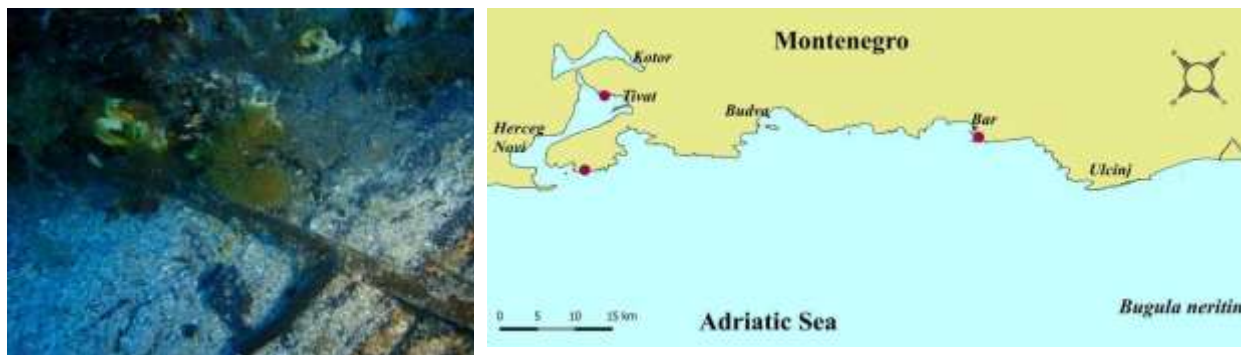 Montenegro
Kotor
Tivat
Budva
Herceg
Novi
Bar
Ulcinj
Bugula neritin
0 5 10 15 km
Adriatic Sea